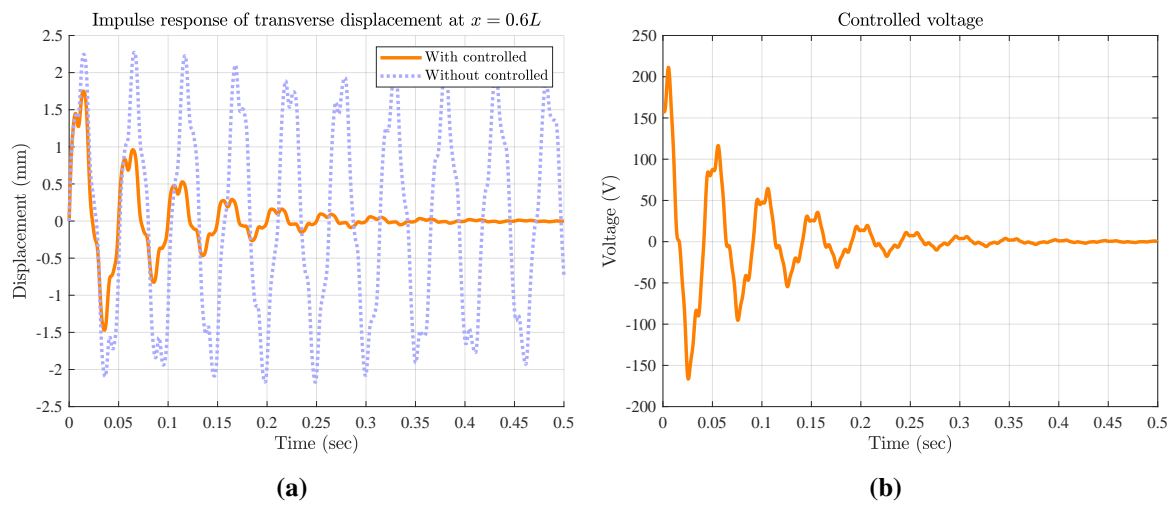 Impulse response of transverse displacement at x = 0.6L
2.5
2
1.5
1
0.5
0
-0.5
-1
-1.5
-2
-2.5
Displacement (mm)
With controlled
Without controlled
0 0.05 0.1 0.15 0.2 0.25 0.3 0.35 0.4 0.45 0.5
Time (sec)
(a)
Controlled voltage
250
200
150
100
50
0
-50
-100
-150
-200
Voltage (V)
0 0.05 0.1 0.15 0.2 0.25 0.3 0.35 0.4 0.45 0.5
Time (sec)
(b)